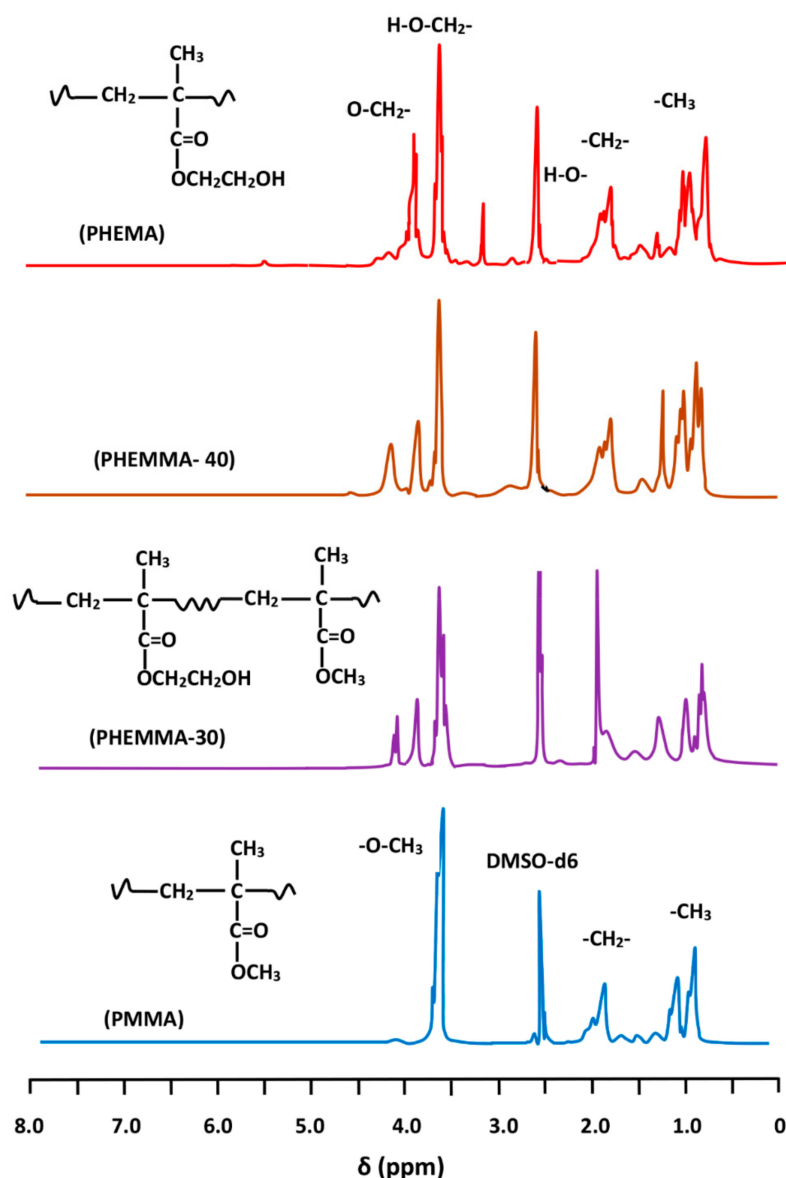 H-O-CH₂-
CH₃
O-CH₂-
-CH₃
CH₂
C
-CH₂-
C=O
H-O-
OCH₂CH₂OH
(PHEMA)
(PHEMMA- 40)
CH₃ CH₃
CH₂ C CH₂ C
C=O C=O
OCH₂CH₂OH OCH₃
(PHEMMA-30)
-O-CH₃
CH₃
DMSO-d6
CH₂ C
-CH₂- -CH₃
C=O
OCH₃
(PMMA)
8.0 7.0 6.0 5.0 4.0 3.0 2.0 1.0 0
δ (ppm)